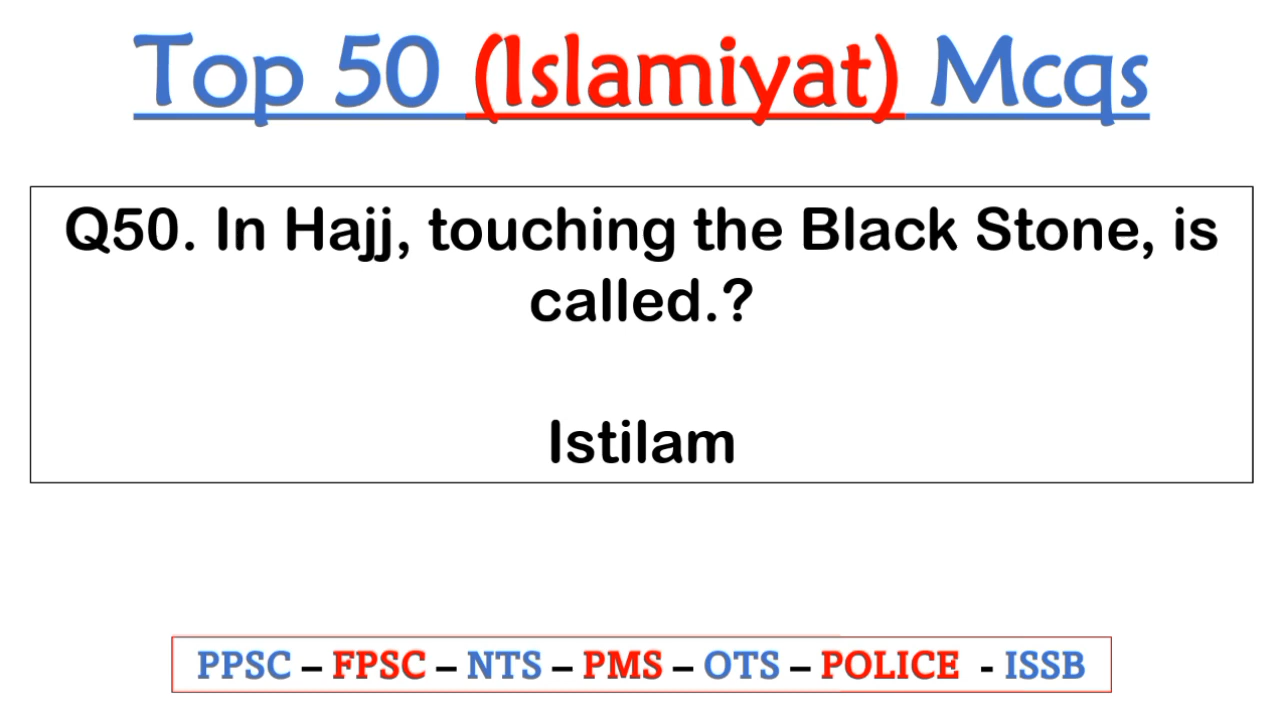 Top 50 (Islamiyat) Mcqs
Q50. In Hajj, touching the Black Stone, is
called.?
Istilam
PPSC – FPSC – NTS – PMS – OTS – POLICE - ISSB